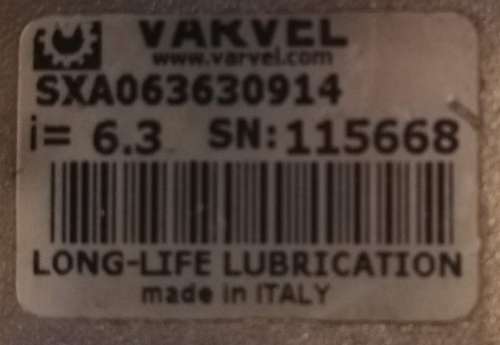 VARVEL
www.varvel.com
SXA063630914
i= 6.3 SN:115668
LONG-LIFE LUBRICATION
made in ITALY